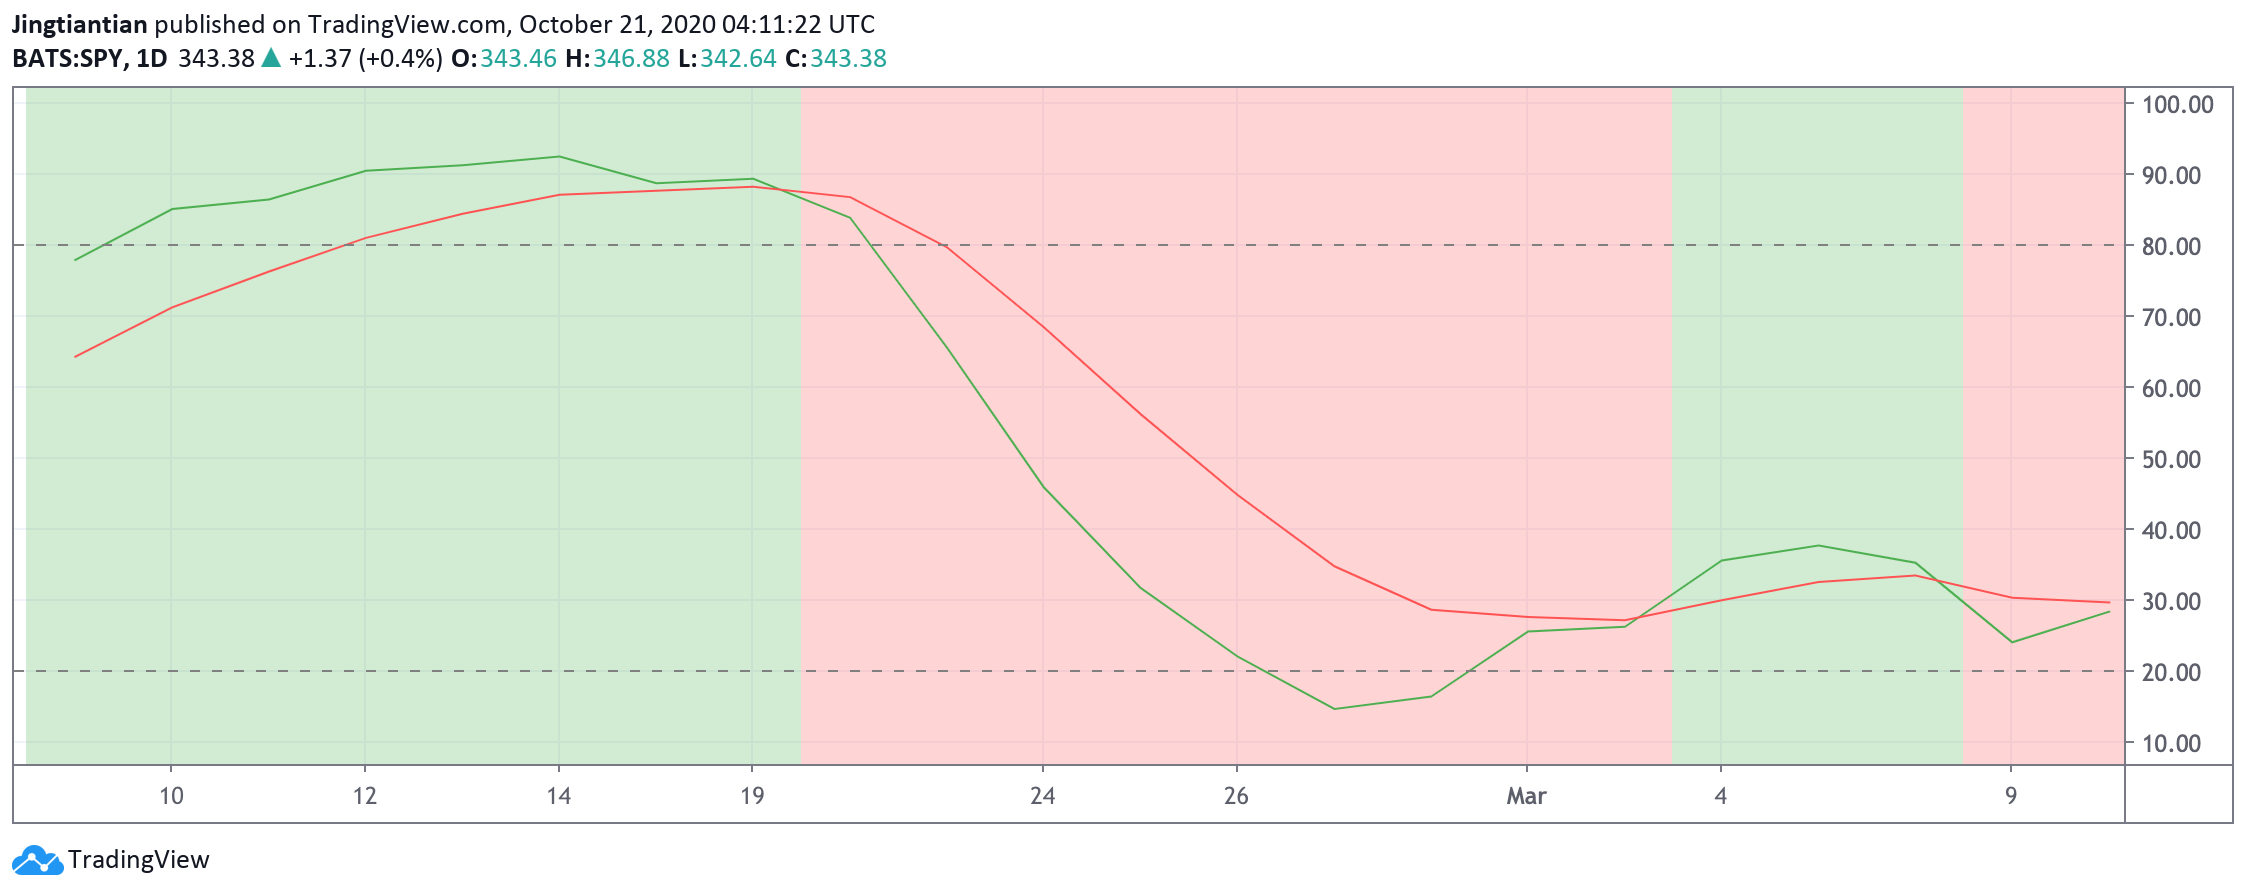 Jingtiantian published on TradingView.com, October 21, 2020 04:11:22 UTC
BATS:SPY, 1D 343.38 ▲ +1.37 (+0.4%) O:343.46 H:346.88 L:342.64 C:343.38
100.00
90.00
80.00
70.00
60.00
50.00
40.00
30.00
20.00
10.00
10 12 14 19 24 26 Mar 4 9
TradingView